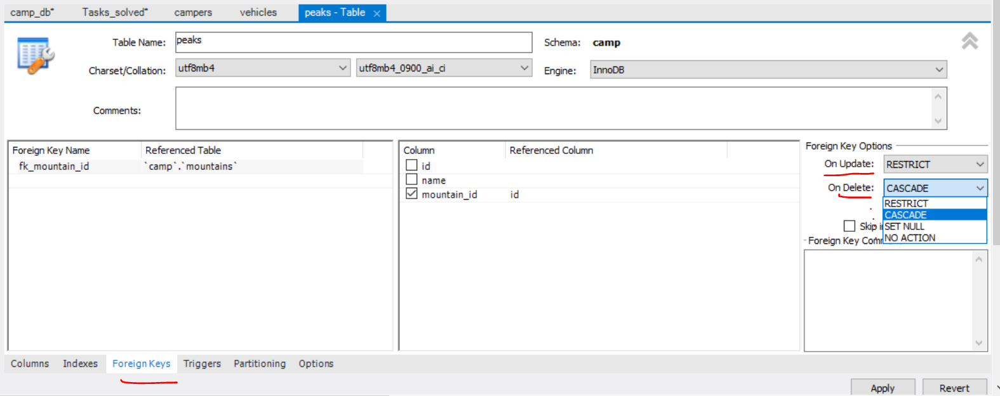 camp_db* Tasks_solved* campers vehicles peaks - Table ×
Table Name: peaks Schema: camp
Charset/Collation: utf8mb4 utf8mb4_0900_ai_ci Engine: InnoDB
Comments:
Foreign Key Name Referenced Table
fk_mountain_id `camp`.`mountains`
Column Referenced Column
id
name
mountain_id id
Foreign Key Options
On Update: RESTRICT
On Delete: CASCADE
RESTRICT
CASCADE
Skip SET NULL
NO ACTION
Foreign Key
Columns Indexes Foreign Keys Triggers Partitioning Options
Apply Revert